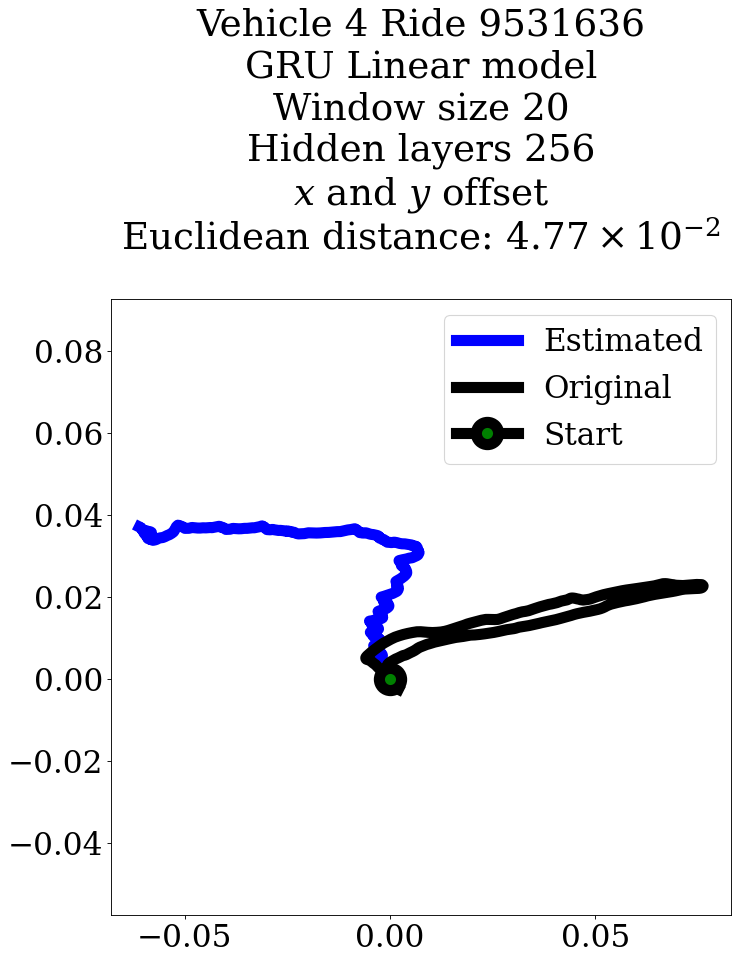 Vehicle 4 Ride 9531636
GRU Linear model
Window size 20
Hidden layers 256
x and y offset
Euclidean distance: 4.77 × 10⁻²
Estimated
Original
Start
0.08
0.06
0.04
0.02
0.00
−0.02
−0.04
−0.05 0.00 0.05